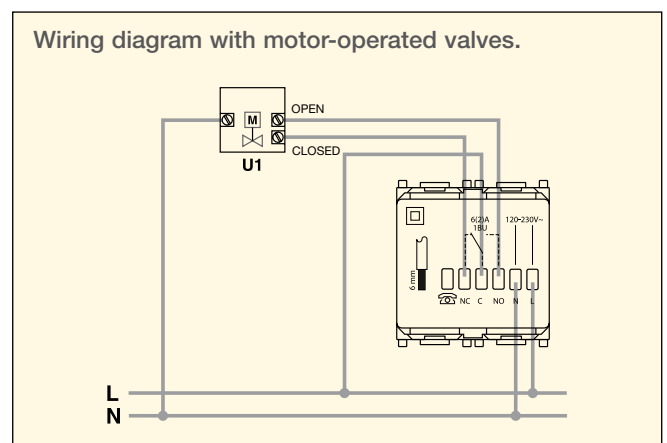 Wiring diagram with motor-operated valves.
OPEN
M
CLOSED
U1
6(2)A 120-230V~
1BU
6 mm
NC C NO N L
L
N